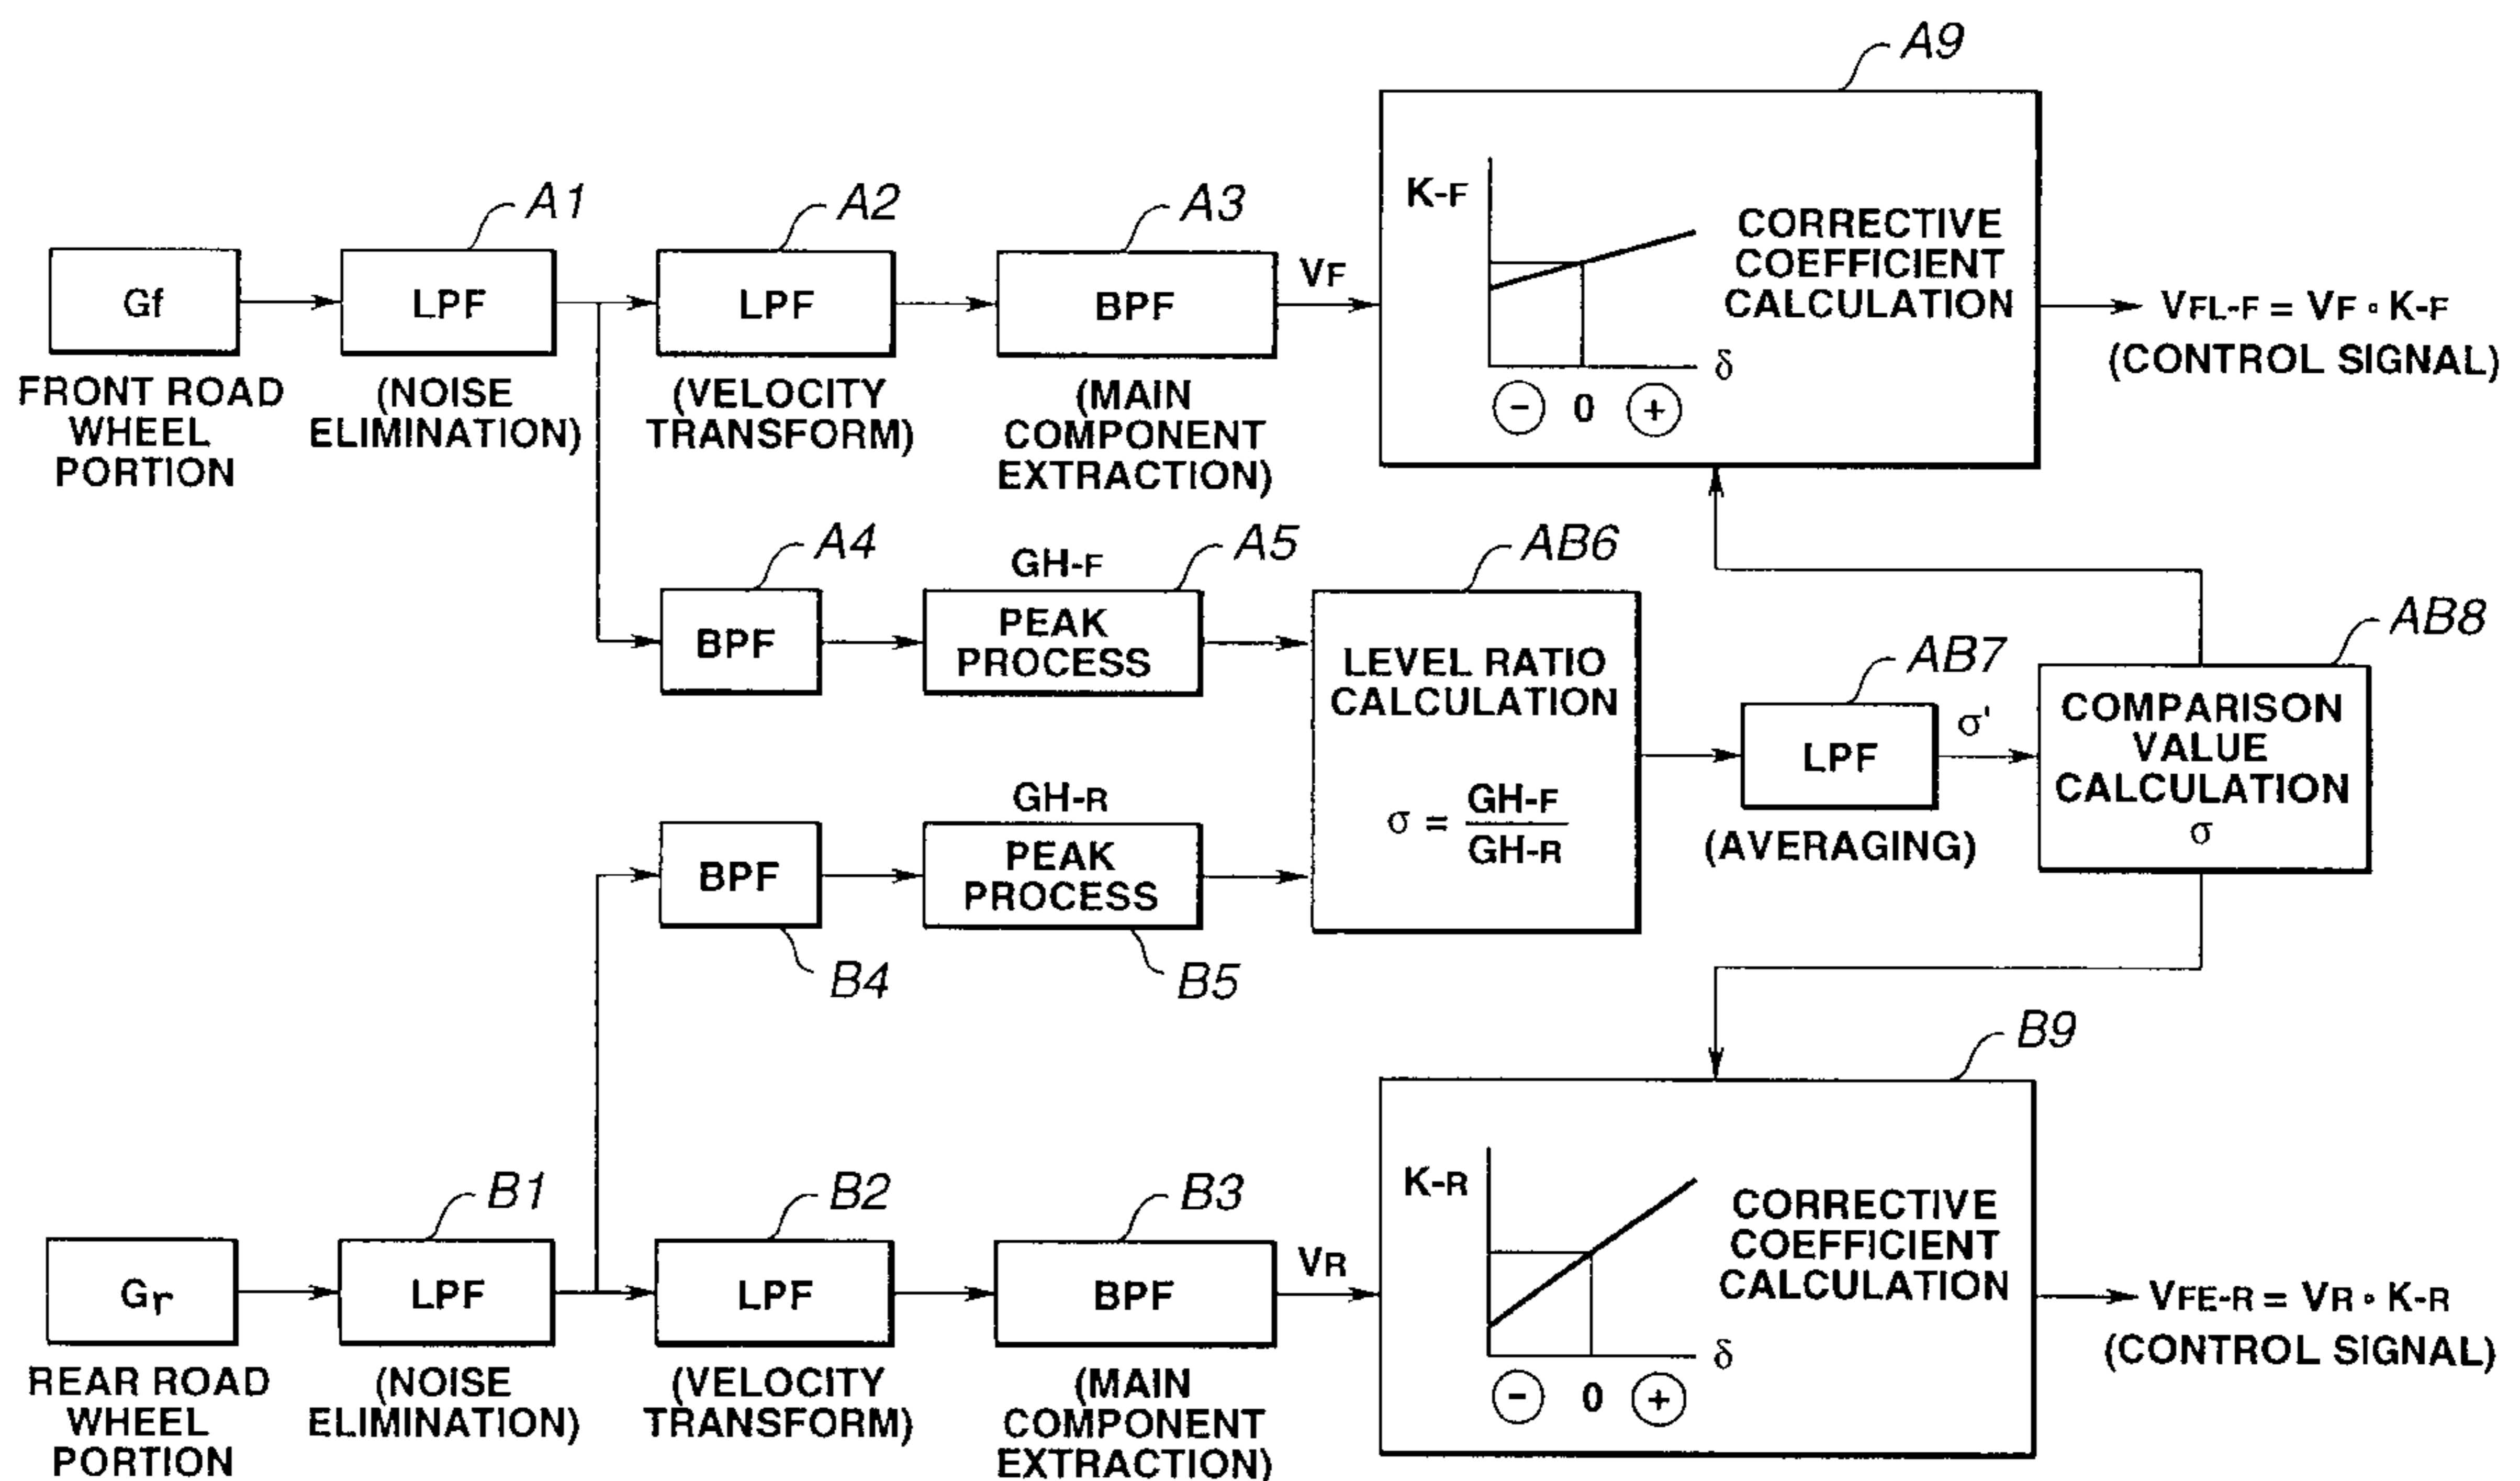 A9
A1
A2
A3
K-F
CORRECTIVE
COEFFICIENT
CALCULATION
δ
- 0 +
Gf
LPF
LPF
BPF
VF
VFL-F = VF ∘ K-F
(CONTROL SIGNAL)
FRONT ROAD
WHEEL
PORTION
(NOISE
ELIMINATION)
(VELOCITY
TRANSFORM)
(MAIN
COMPONENT
EXTRACTION)
A4
GH-F
A5
AB6
BPF
PEAK
PROCESS
LEVEL RATIO
CALCULATION
σ = GH-F
GH-R
AB7
LPF
(AVERAGING)
σ'
AB8
COMPARISON
VALUE
CALCULATION
σ
GH-R
BPF
PEAK
PROCESS
B4
B5
B9
B1
B2
B3
K-R
CORRECTIVE
COEFFICIENT
CALCULATION
δ
- 0 +
Gr
LPF
LPF
BPF
VR
VFE-R = VR ∘ K-R
(CONTROL SIGNAL)
REAR ROAD
WHEEL
PORTION
(NOISE
ELIMINATION)
(VELOCITY
TRANSFORM)
(MAIN
COMPONENT
EXTRACTION)